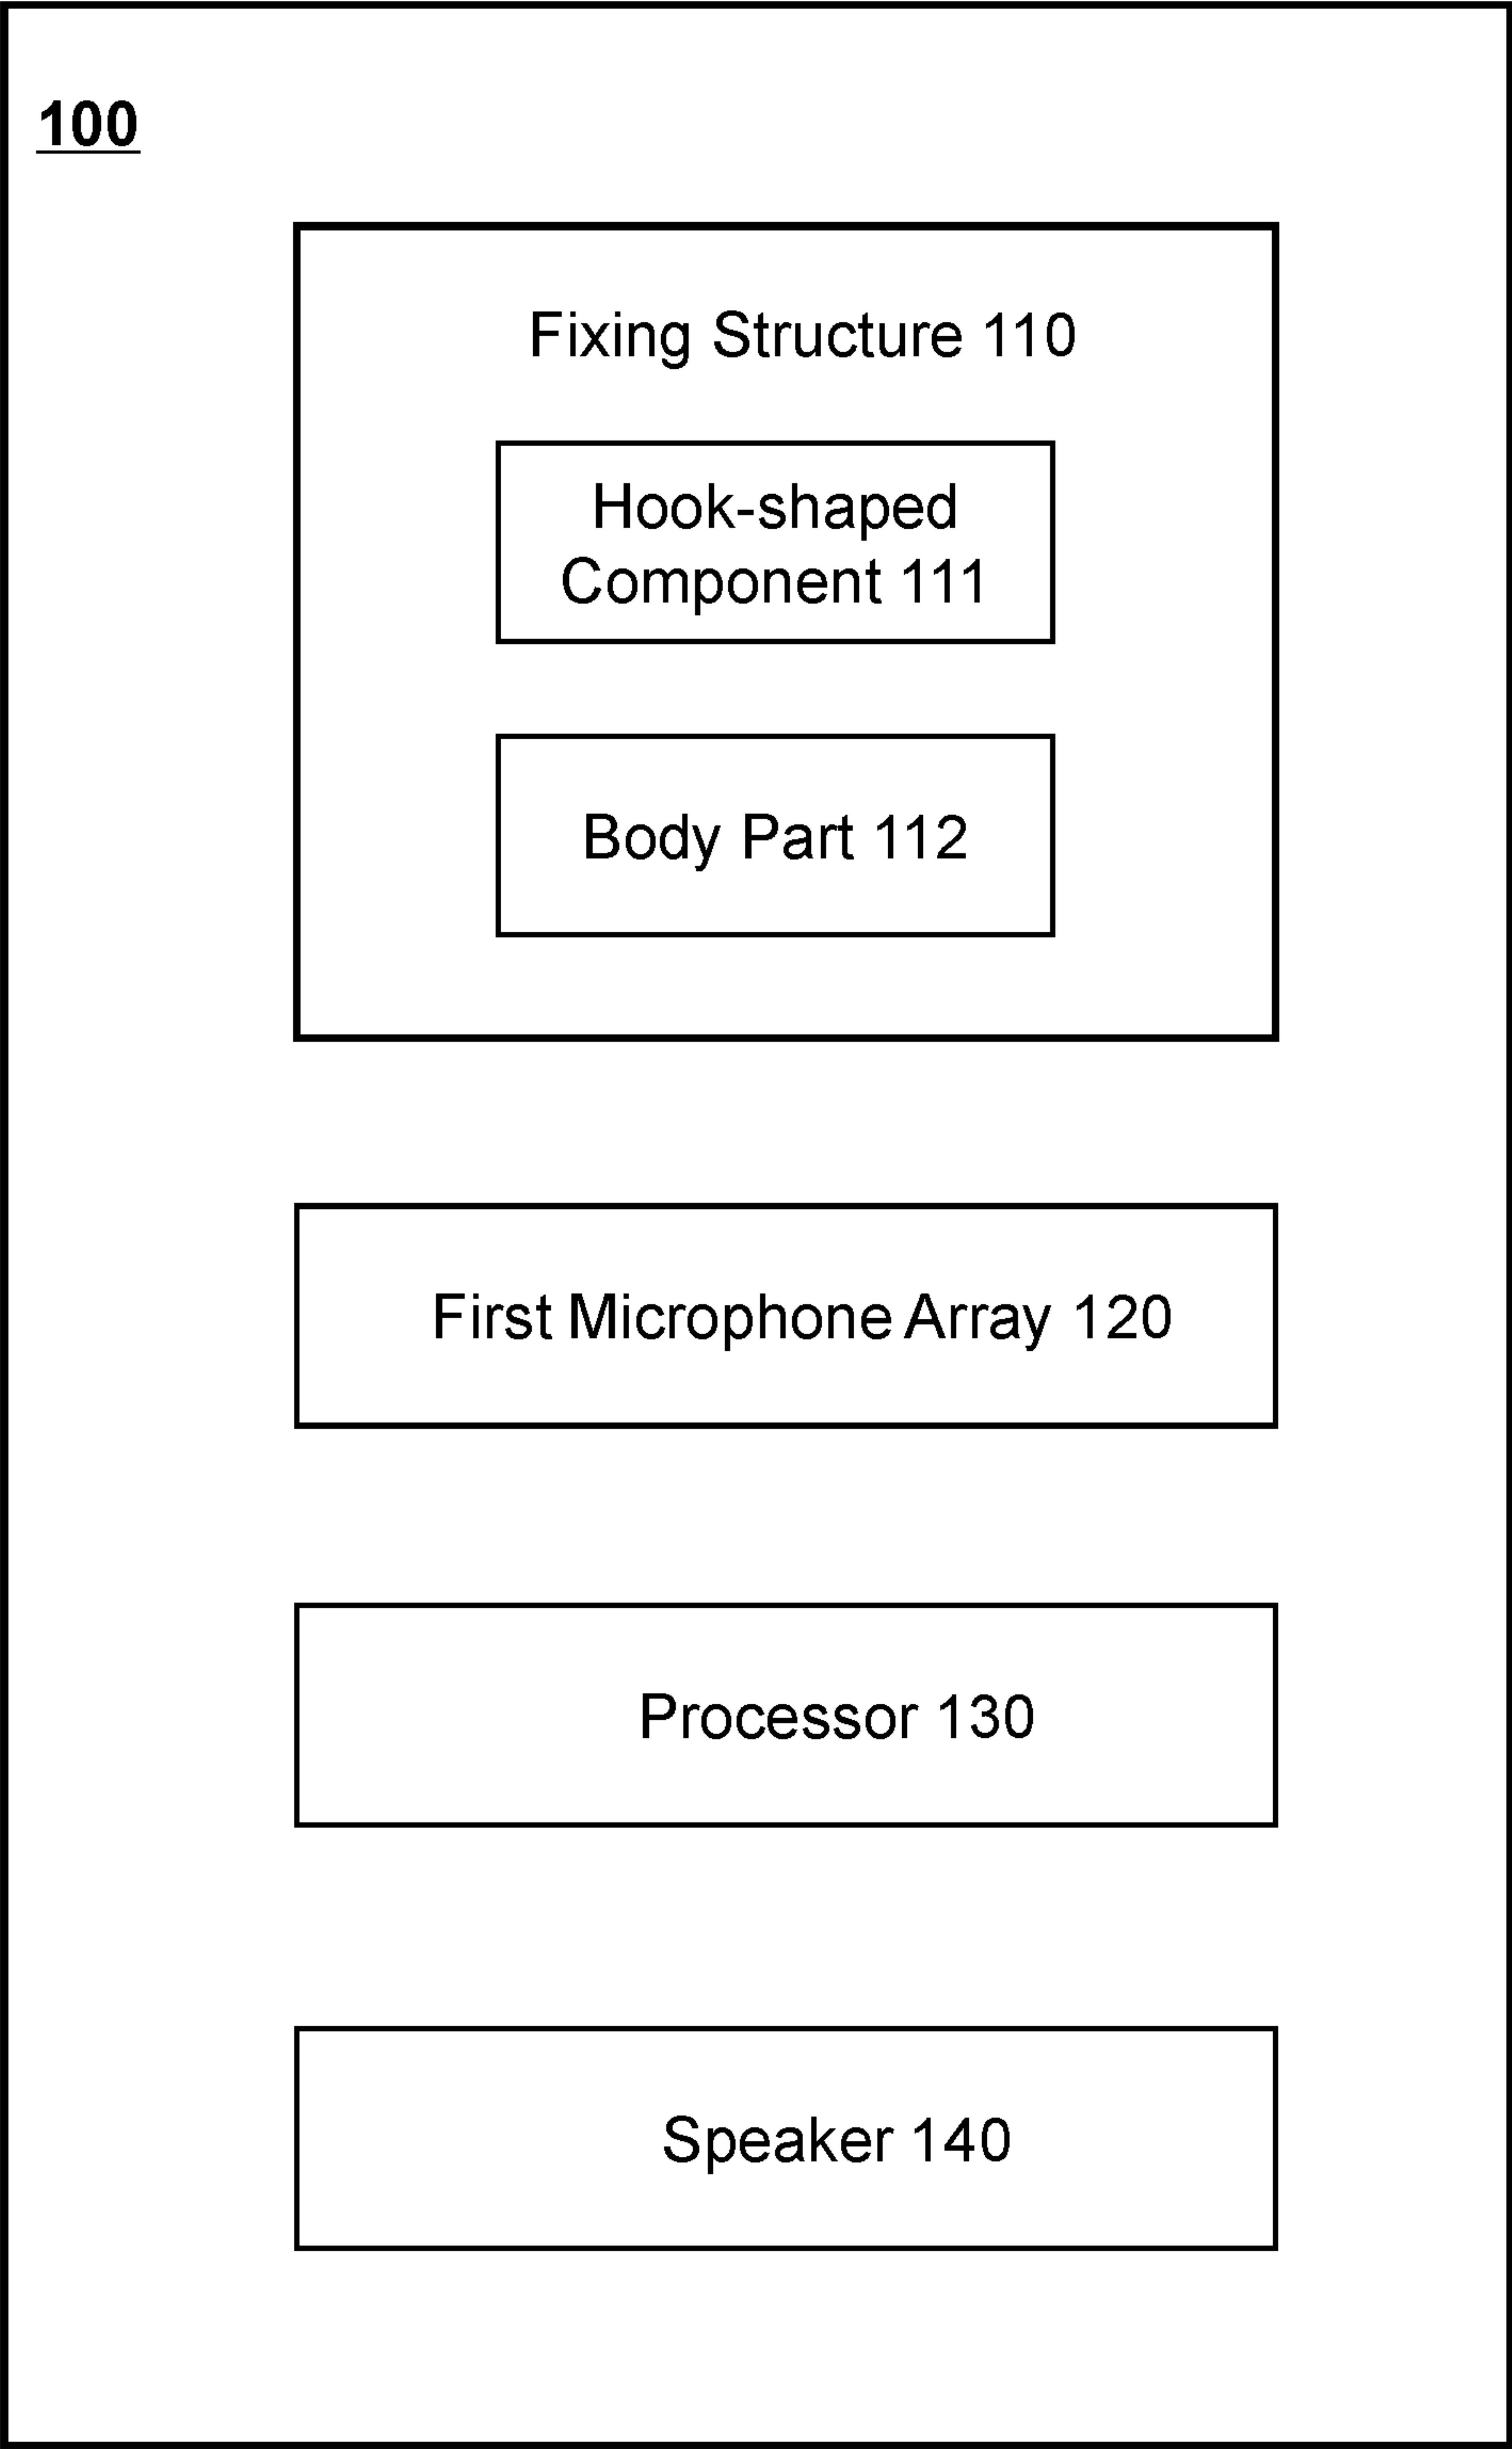 100
Fixing Structure 110
Hook-shaped
Component 111
Body Part 112
First Microphone Array 120
Processor 130
Speaker 140